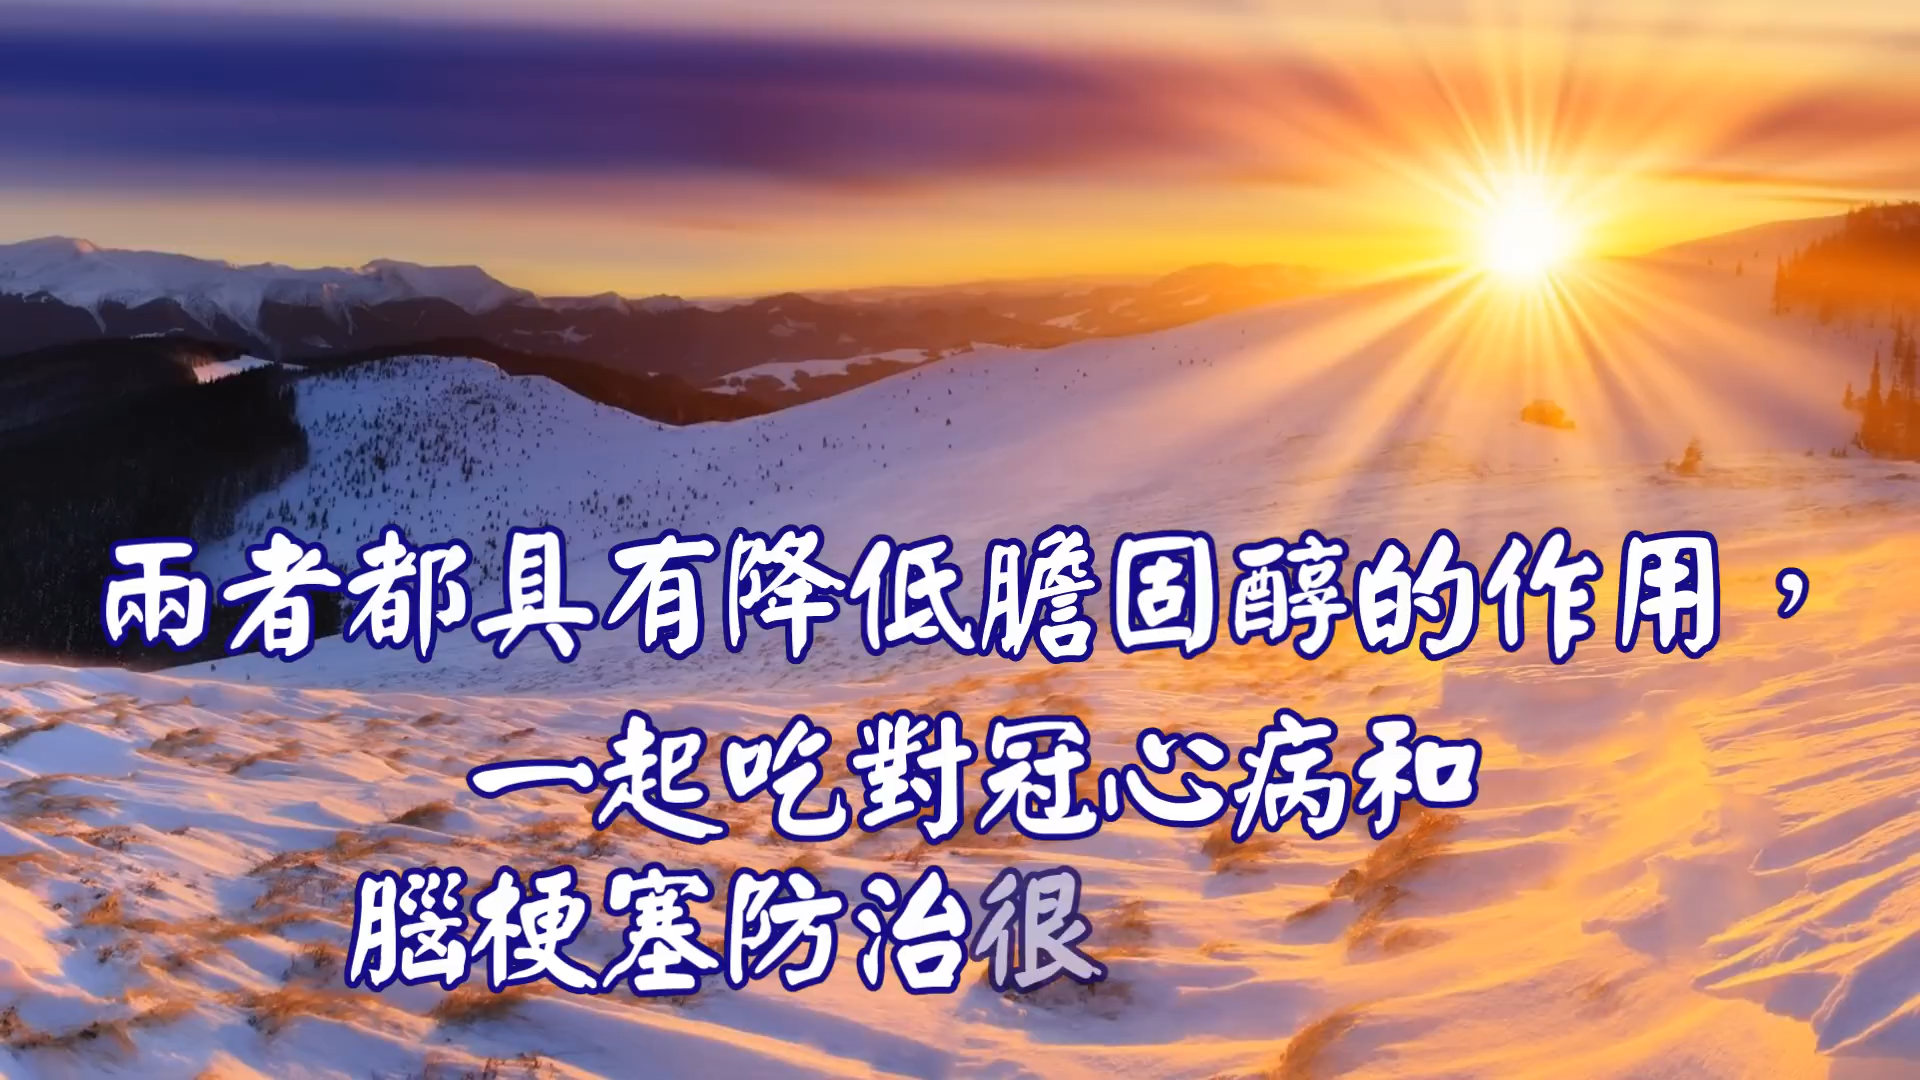 兩者都具有降低膽固醇的作用，
一起吃對冠心病和
腦梗塞防治很